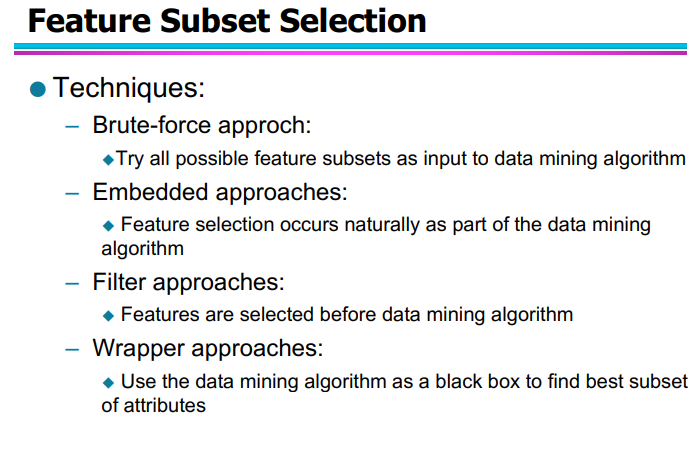 Feature Subset Selection
Techniques:
– Brute-force approch:
Try all possible feature subsets as input to data mining algorithm
– Embedded approaches:
Feature selection occurs naturally as part of the data mining
algorithm
– Filter approaches:
Features are selected before data mining algorithm
– Wrapper approaches:
Use the data mining algorithm as a black box to find best subset
of attributes